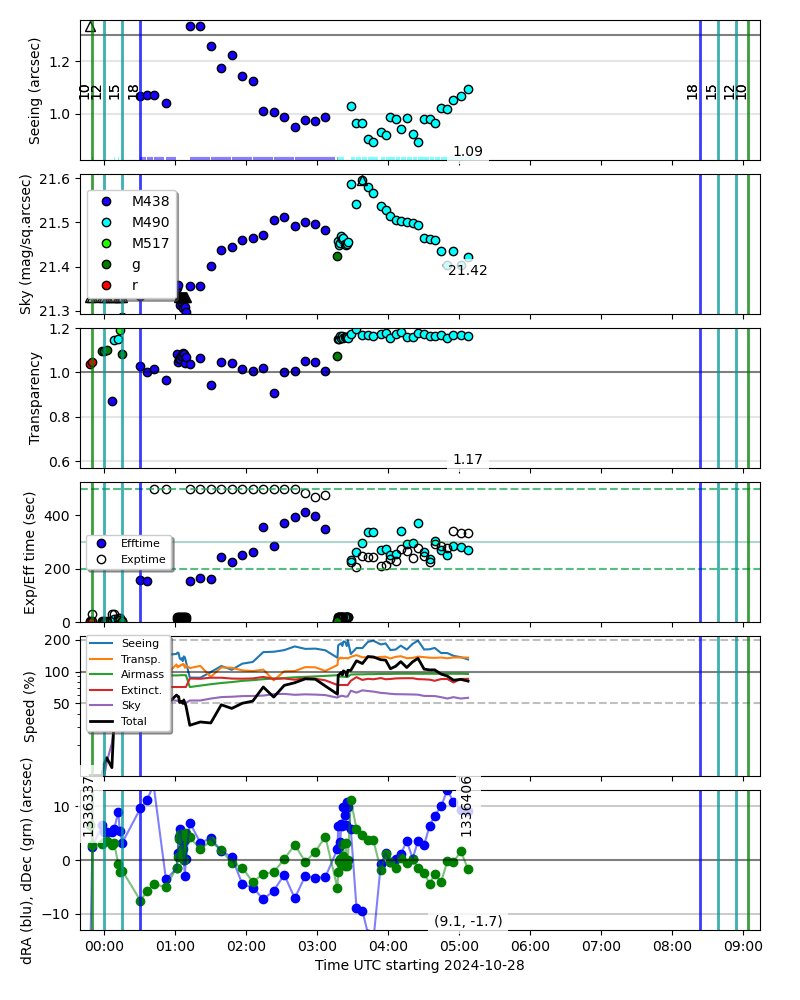 Seeing (arcsec)
1.2
1.0
10
12
15
18
18
15
12
10
1.09
Sky (mag/sq.arcsec)
21.6
21.5
21.4
21.3
M438
M490
M517
g
r
21.42
Transparency
1.2
1.0
0.8
0.6
1.17
Exp/Eff time (sec)
400
200
0
Efftime
Exptime
Speed (%)
200
100
50
Seeing
Transp.
Airmass
Extinct.
Sky
Total
dRA (blu), dDec (grn) (arcsec)
10
0
−10
1336337
1336406
(9.1, -1.7)
00:00 01:00 02:00 03:00 04:00 05:00 06:00 07:00 08:00 09:00
Time UTC starting 2024-10-28